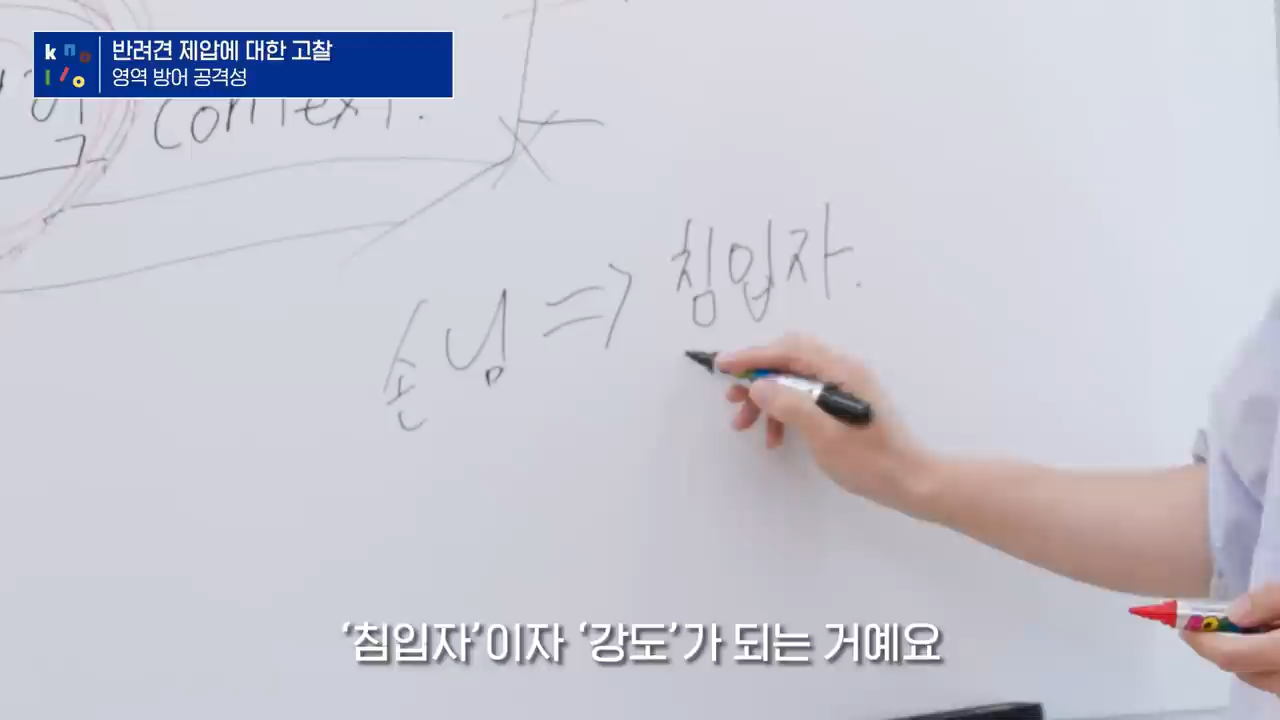 knollo
반려견 제압에 대한 고찰
영역 방어 공격성
context.
손님 => 침입자.
‘침입자’이자 ‘강도’가 되는 거예요